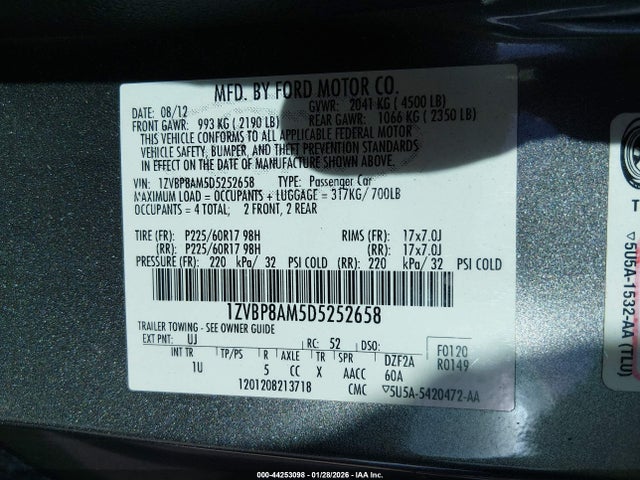 MFD. BY FORD MOTOR CO.
DATE: 08/12 GVWR: 2041 KG ( 4500 LB)
FRONT GAWR: 993 KG ( 2190 LB) REAR GAWR: 1066 KG ( 2350 LB)
THIS VEHICLE CONFORMS TO ALL APPLICABLE FEDERAL MOTOR
VEHICLE SAFETY, BUMPER, AND THEFT PREVENTION STANDARDS
IN EFFECT ON THE DATE OF MANUFACTURE SHOWN ABOVE.
VIN: 1ZVBP8AM5D5252658 TYPE: Passenger Car
MAXIMUM LOAD = OCCUPANTS + LUGGAGE = 317KG/ 700LB
OCCUPANTS = 4 TOTAL; 2 FRONT, 2 REAR
TIRE (FR): P225/60R17 98H RIMS (FR): 17x7.0J
(RR): P225/60R17 98H (RR): 17x7.0J
PRESSURE (FR): 220 kPa/ 32 PSI COLD (RR): 220 kPa/ 32 PSI COLD
1ZVBP8AM5D5252658
TRAILER TOWING - SEE OWNER GUIDE
EXT PNT: UJ RC: 52 DSO: F0120
INT TR TP/PS R AXLE TR SPR DZF2A R0149
1U 5 CC X AACC 60A
1201208213718 CMC ▽5U5A-5420472-AA
▽5U5A-1532-AA (TLU)
000-44253098 - 01/28/2026 - IAAI Inc.